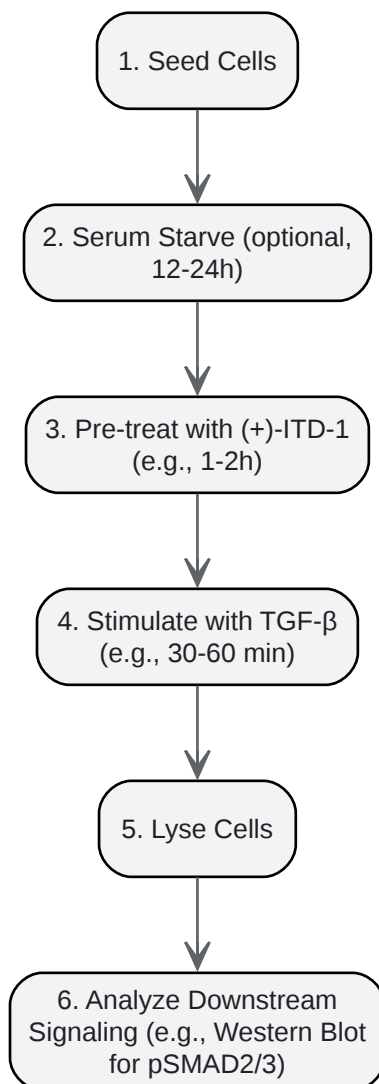 1. Seed Cells
2. Serum Starve (optional,
12-24h)
3. Pre-treat with (+)-ITD-1
(e.g., 1-2h)
4. Stimulate with TGF-β
(e.g., 30-60 min)
5. Lyse Cells
6. Analyze Downstream
Signaling (e.g., Western Blot
for pSMAD2/3)